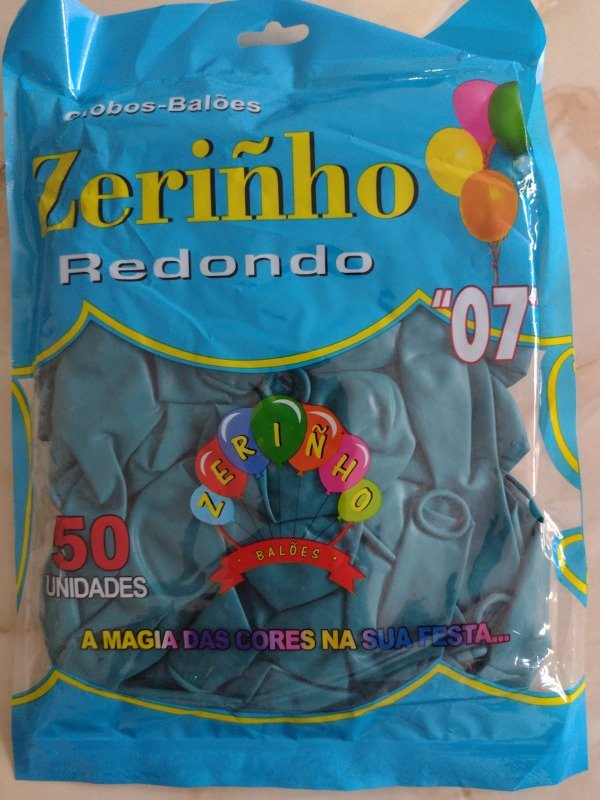 Globos-Balões
Zeriñho
Redondo
"07"
ZERIÑHO
BALÕES
50
UNIDADES
A MAGIA DAS CORES NA SUA FESTA...